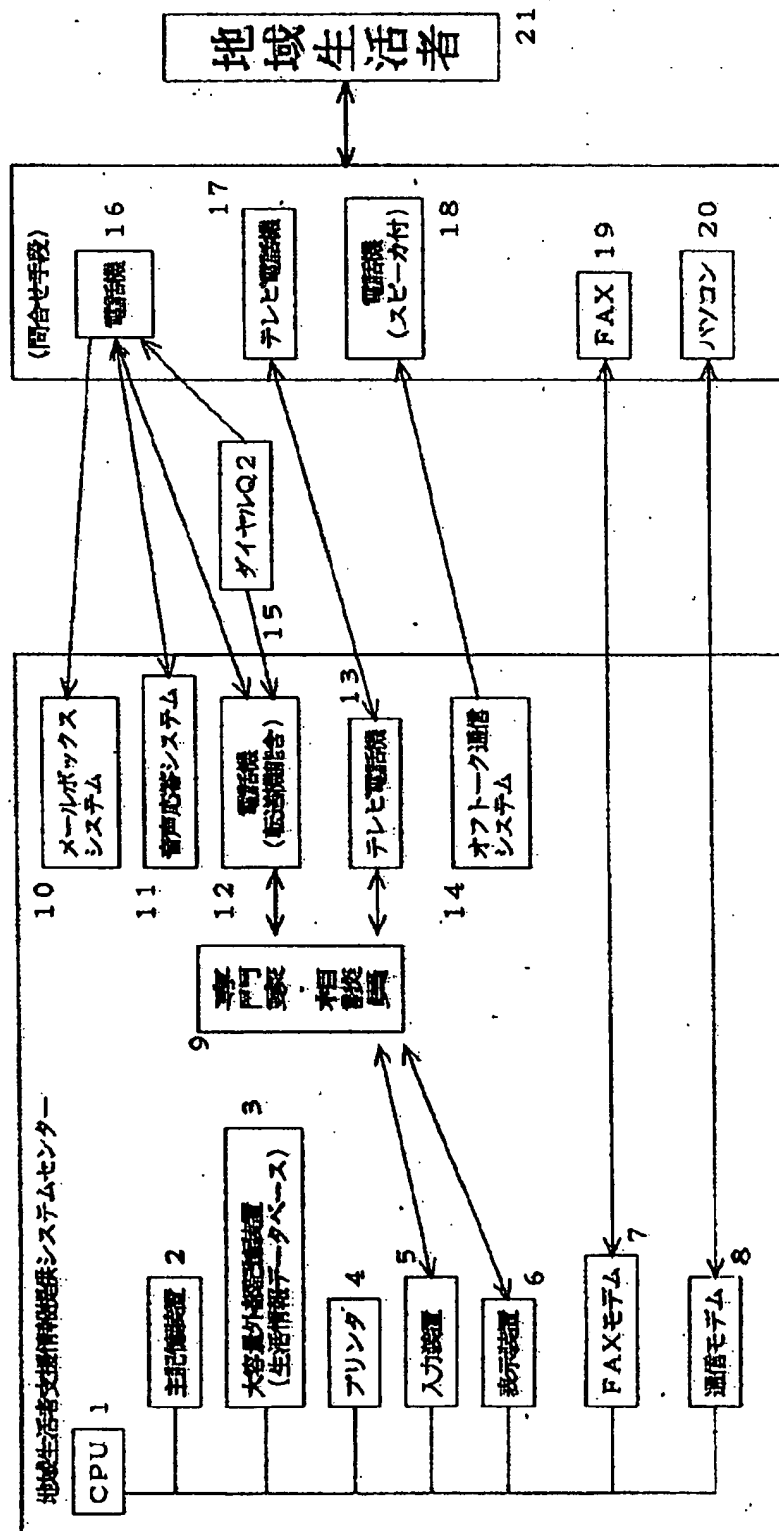 地域生活者支援情報提供システムセンター
CPU
1
主記憶装置
2
大容量外部記憶装置
(生活情報データベース)
3
プリンタ
4
入力装置
5
表示装置
6
FAXモデム
7
通信モデム
8
9
専門家
相談員
10
メールボックス
システム
11
音声応答システム
12
電話機
(転送機能含)
13
テレビ電話機
14
オフトーク通信
システム
15
ダイヤルQ2
(問合せ手段)
電話機
16
テレビ電話機
17
電話機
(スピーカ付)
18
FAX
19
パソコン
20
地域生活者
21